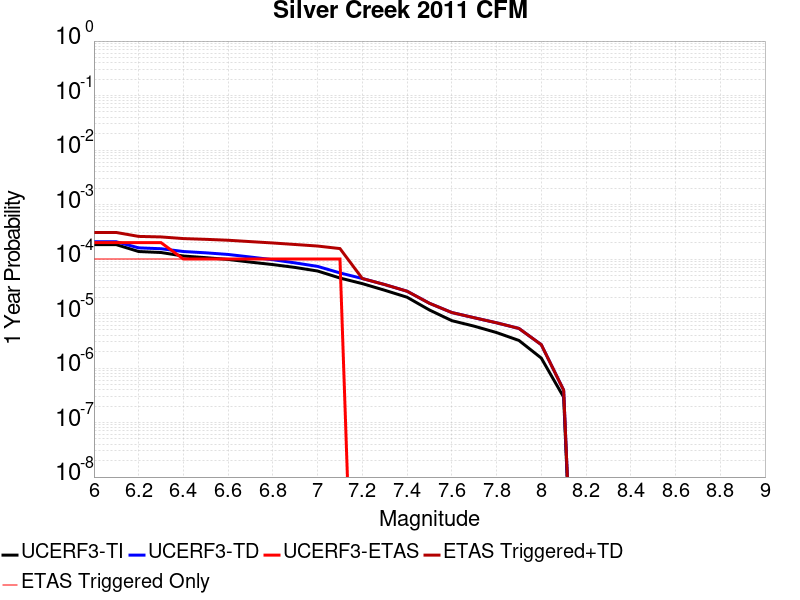 Silver Creek 2011 CFM
10^0
10^-1
10^-2
10^-3
10^-4
10^-5
10^-6
10^-7
10^-8
1 Year Probability
6 6.2 6.4 6.6 6.8 7 7.2 7.4 7.6 7.8 8 8.2 8.4 8.6 8.8 9
Magnitude
UCERF3-TI UCERF3-TD UCERF3-ETAS ETAS Triggered+TD
ETAS Triggered Only